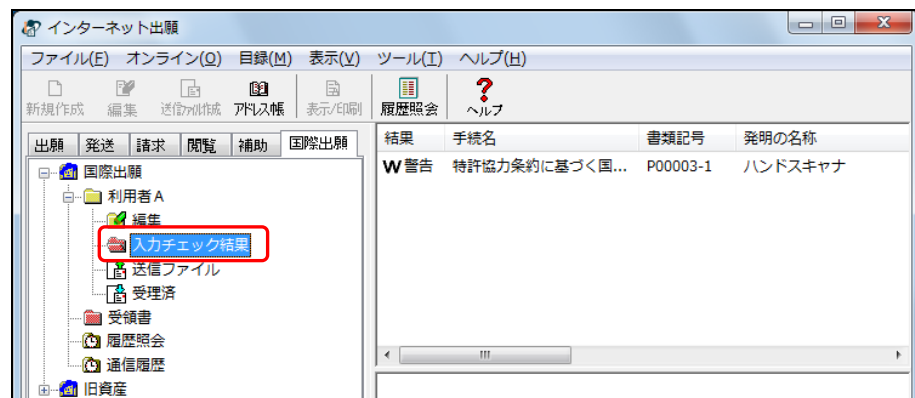 インターネット出願
ファイル(F) オンライン(O) 目録(M) 表示(V) ツール(T) ヘルプ(H)
新規作成 編集 送信ファイル作成 アドレス帳 表示/印刷 履歴照会 ヘルプ
出願 発送 請求 閲覧 補助 国際出願
結果 手続名 書類記号 発明の名称
W警告 特許協力条約に基づく国... P00003-1 ハンドスキャナ
国際出願
利用者A
編集
入力チェック結果
送信ファイル
受理済
受領書
履歴照会
通信履歴
旧資産